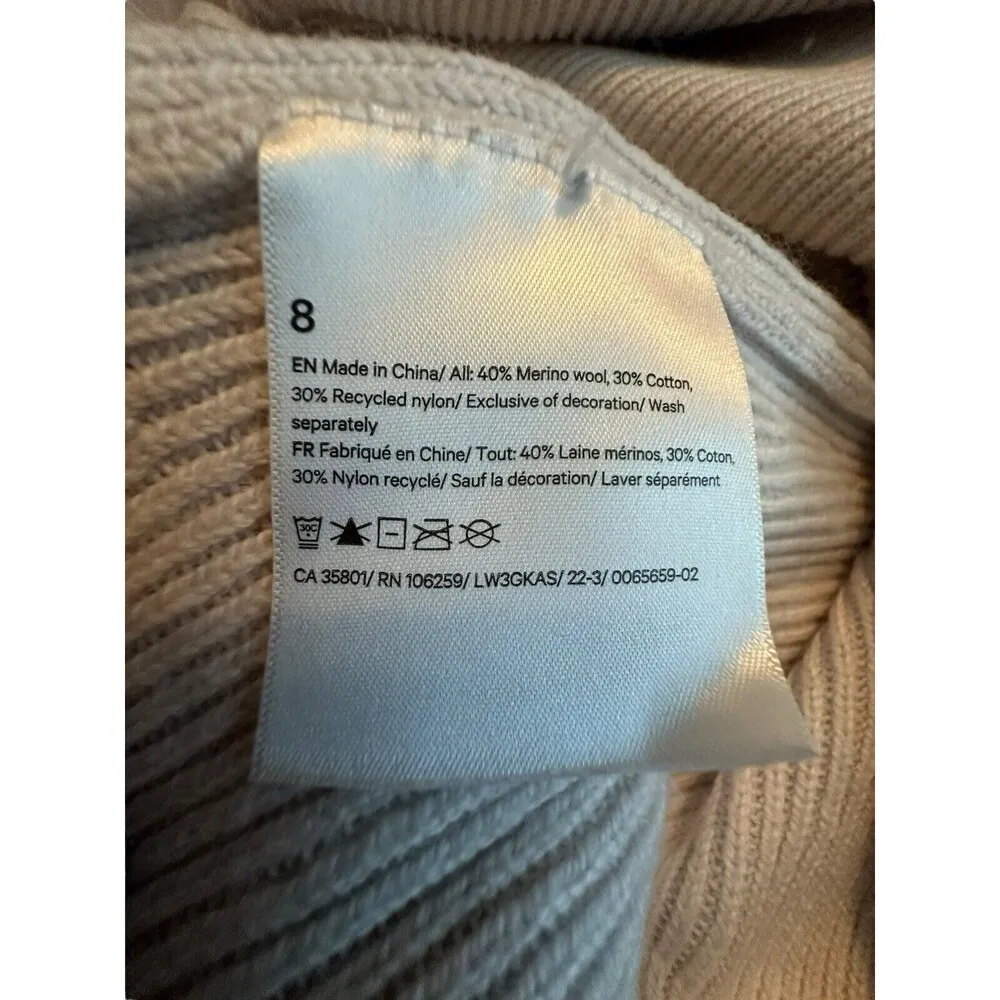 8
EN Made in China/ All: 40% Merino wool, 30% Cotton,
30% Recycled nylon/ Exclusive of decoration/ Wash
separately
FR Fabriqué en Chine/ Tout: 40% Laine mérinos, 30% Coton,
30% Nylon recyclé/ Sauf la décoration/ Laver séparément
30C
CA 35801/ RN 106259/ LW3GKAS/ 22-3/ 0065659-02